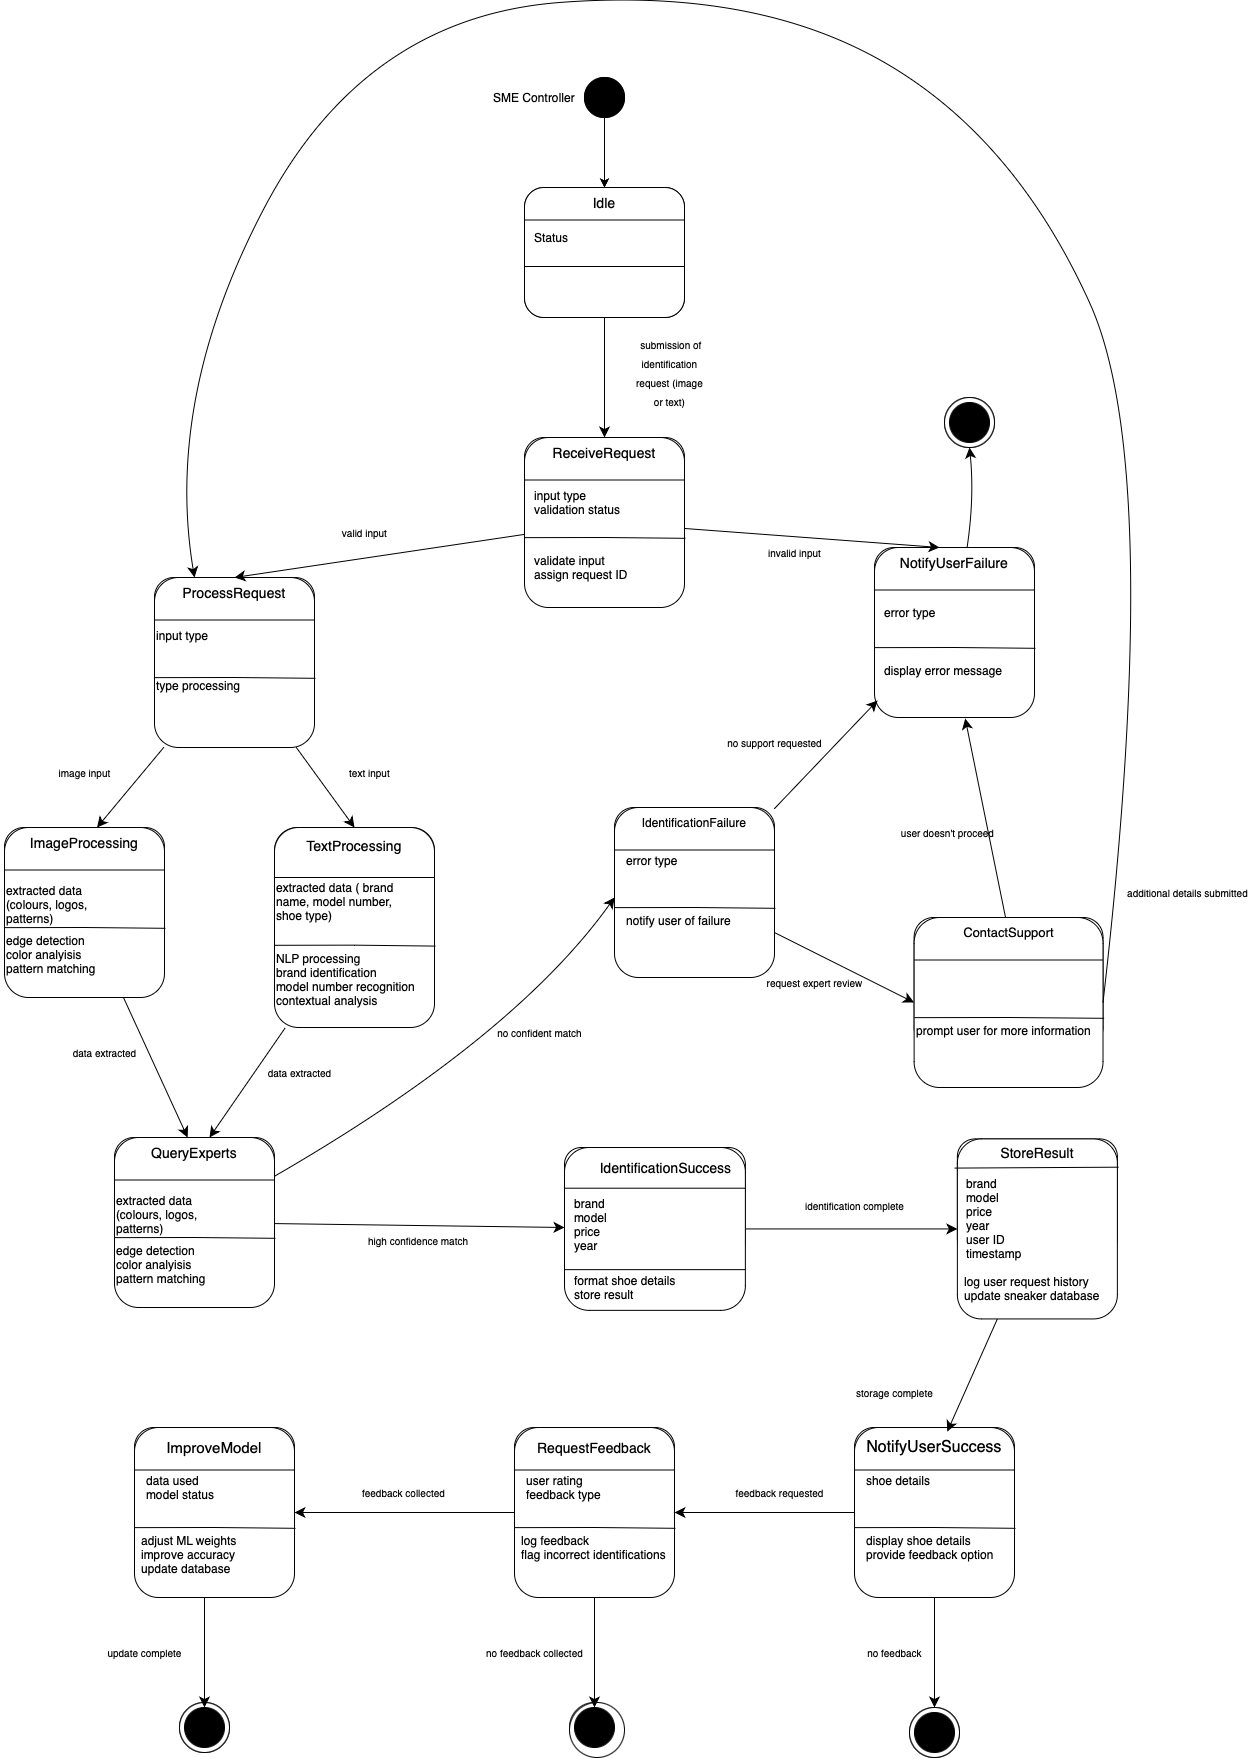 SME Controller
Idle
Status
submission of
identification
request (image
or text)
ReceiveRequest
input type
validation status
validate input
assign request ID
valid input
invalid input
NotifyUserFailure
error type
display error message
ProcessRequest
input type
type processing
no support requested
image input
text input
ImageProcessing
extracted data
(colours, logos,
patterns)
edge detection
color analyisis
pattern matching
TextProcessing
extracted data ( brand
name, model number,
shoe type)
NLP processing
brand identification
model number recognition
contextual analysis
IdentificationFailure
error type
notify user of failure
user doesn't proceed
additional details submitted
ContactSupport
prompt user for more information
request expert review
no confident match
data extracted
data extracted
QueryExperts
extracted data
(colours, logos,
patterns)
edge detection
color analyisis
pattern matching
high confidence match
IdentificationSuccess
brand
model
price
year
format shoe details
store result
identification complete
StoreResult
brand
model
price
year
user ID
timestamp
log user request history
update sneaker database
storage complete
ImproveModel
data used
model status
adjust ML weights
improve accuracy
update database
feedback collected
RequestFeedback
user rating
feedback type
log feedback
flag incorrect identifications
feedback requested
NotifyUserSuccess
shoe details
display shoe details
provide feedback option
update complete
no feedback collected
no feedback